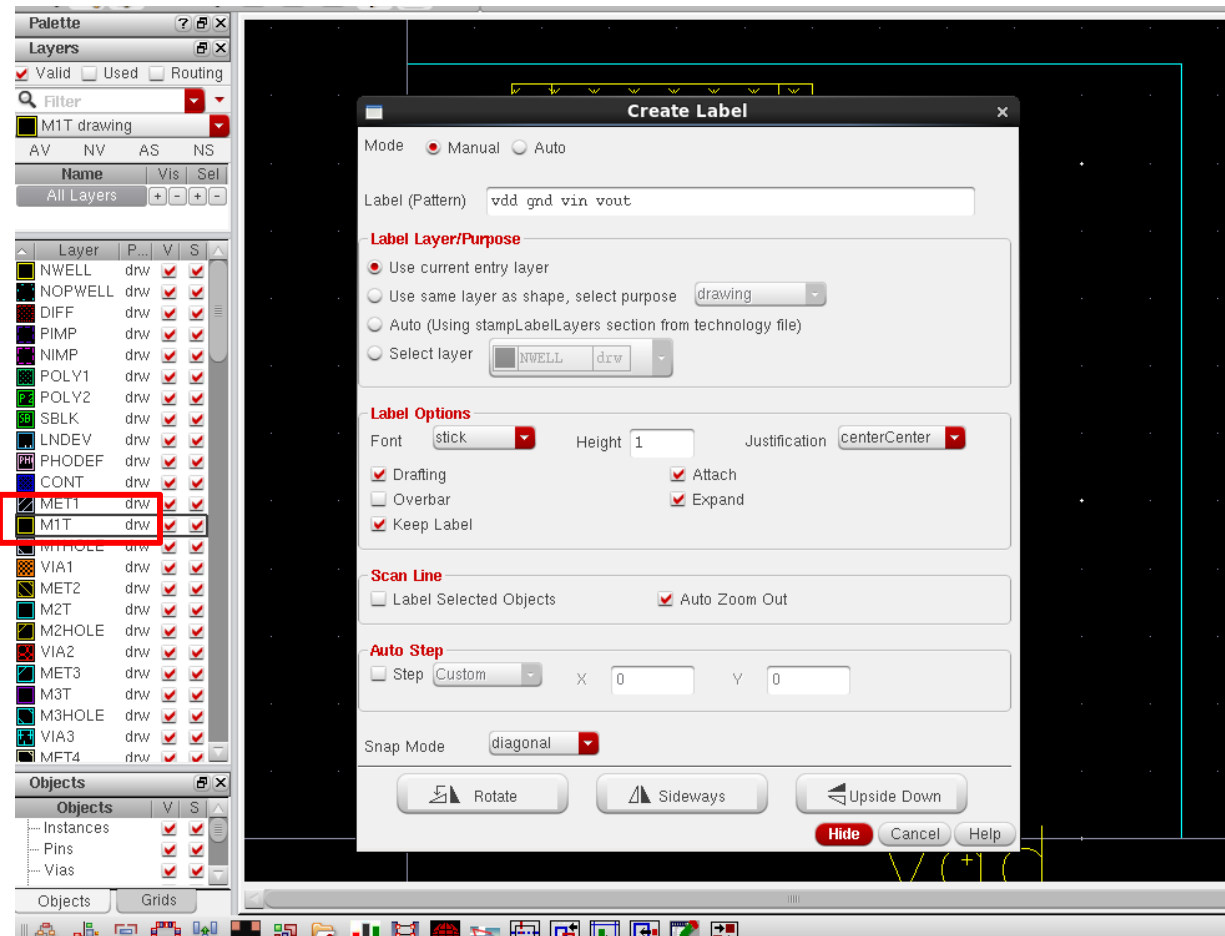 Palette
Layers
Valid Used Routing
Filter
M1T drawing
AV NV AS NS
Name Vis Sel
All Layers + - + -
Layer P... V S
NWELL drw
NOPWELL drw
DIFF drw
PIMP drw
NIMP drw
POLY1 drw
POLY2 drw
SBLK drw
LNDEV drw
PHODEF drw
CONT drw
MET1 drw
M1T drw
M1HOLE drw
VIA1 drw
MET2 drw
M2T drw
M2HOLE drw
VIA2 drw
MET3 drw
M3T drw
M3HOLE drw
VIA3 drw
MET4 drw
Objects
Objects V S
Instances
Pins
Vias
Objects Grids
Create Label
Mode Manual Auto
Label (Pattern) vdd gnd vin vout
Label Layer/Purpose
Use current entry layer
Use same layer as shape, select purpose drawing
Auto (Using stampLabelLayers section from technology file)
Select layer NWELL drw
Label Options
Font stick Height 1 Justification centerCenter
Drafting Attach
Overbar Expand
Keep Label
Scan Line
Label Selected Objects Auto Zoom Out
Auto Step
Step Custom X 0 Y 0
Snap Mode diagonal
Rotate Sideways Upside Down
Hide Cancel Help
vdd